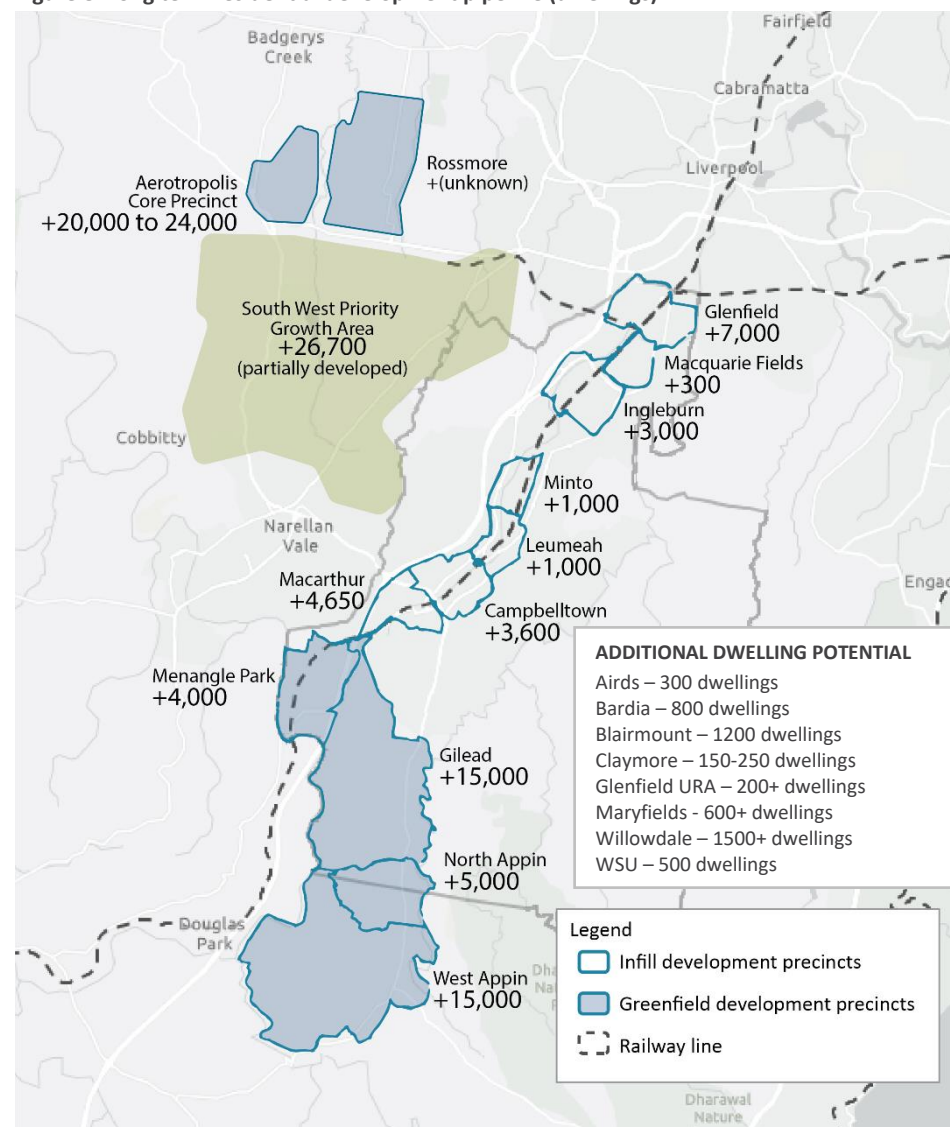 Badgerys
Creek
Fairfield
Cabramatta
Liverpool
Rossmore
+(unknown)
Aerotropolis
Core Precinct
+20,000 to 24,000
South West Priority
Growth Area
+26,700
(partially developed)
Glenfield
+7,000
Macquarie Fields
+300
Ingleburn
+3,000
Cobbitty
Minto
+1,000
Narellan
Vale
Leumeah
+1,000
Macarthur
+4,650
Campbelltown
+3,600
Engad
Menangle Park
+4,000
ADDITIONAL DWELLING POTENTIAL
Airds – 300 dwellings
Bardia – 800 dwellings
Blairmount – 1200 dwellings
Claymore – 150-250 dwellings
Glenfield URA – 200+ dwellings
Maryfields - 600+ dwellings
Willowdale – 1500+ dwellings
WSU – 500 dwellings
Gilead
+15,000
North Appin
+5,000
Douglas
Park
West Appin
+15,000
Legend
Infill development precincts
Greenfield development precincts
Railway line
Dharawal
Nature